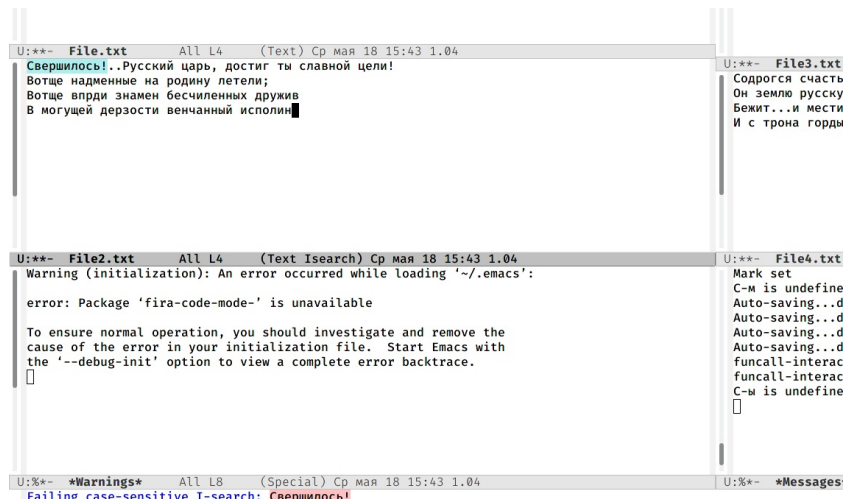 U:**-  File.txt       All L4     (Text) Ср мая 18 15:43 1.04
Свершилось!..Русский царь, достиг ты славной цели!
Вотще надменные на родину летели;
Вотще впрди знамен бесчиленных дружив
В могущей дерзости венчанный исполин
U:**-  File2.txt      All L4     (Text Isearch) Ср мая 18 15:43 1.04
Warning (initialization): An error occurred while loading ‘~/.emacs’:
error: Package ‘fira-code-mode-’ is unavailable
To ensure normal operation, you should investigate and remove the
cause of the error in your initialization file.  Start Emacs with
the ‘--debug-init’ option to view a complete error backtrace.
U:%*-  *Warnings*     All L8     (Special) Ср мая 18 15:43 1.04
Failing case-sensitive I-search: Свершилось!
U:**-  File3.txt
Содрогся счасть
Он землю русску
Бежит...и мести
И с трона горды
U:**-  File4.txt
Mark set
C-м is undefine
Auto-saving...d
Auto-saving...d
Auto-saving...d
Auto-saving...d
funcall-interac
funcall-interac
C-ы is undefine
U:%*-  *Messages*